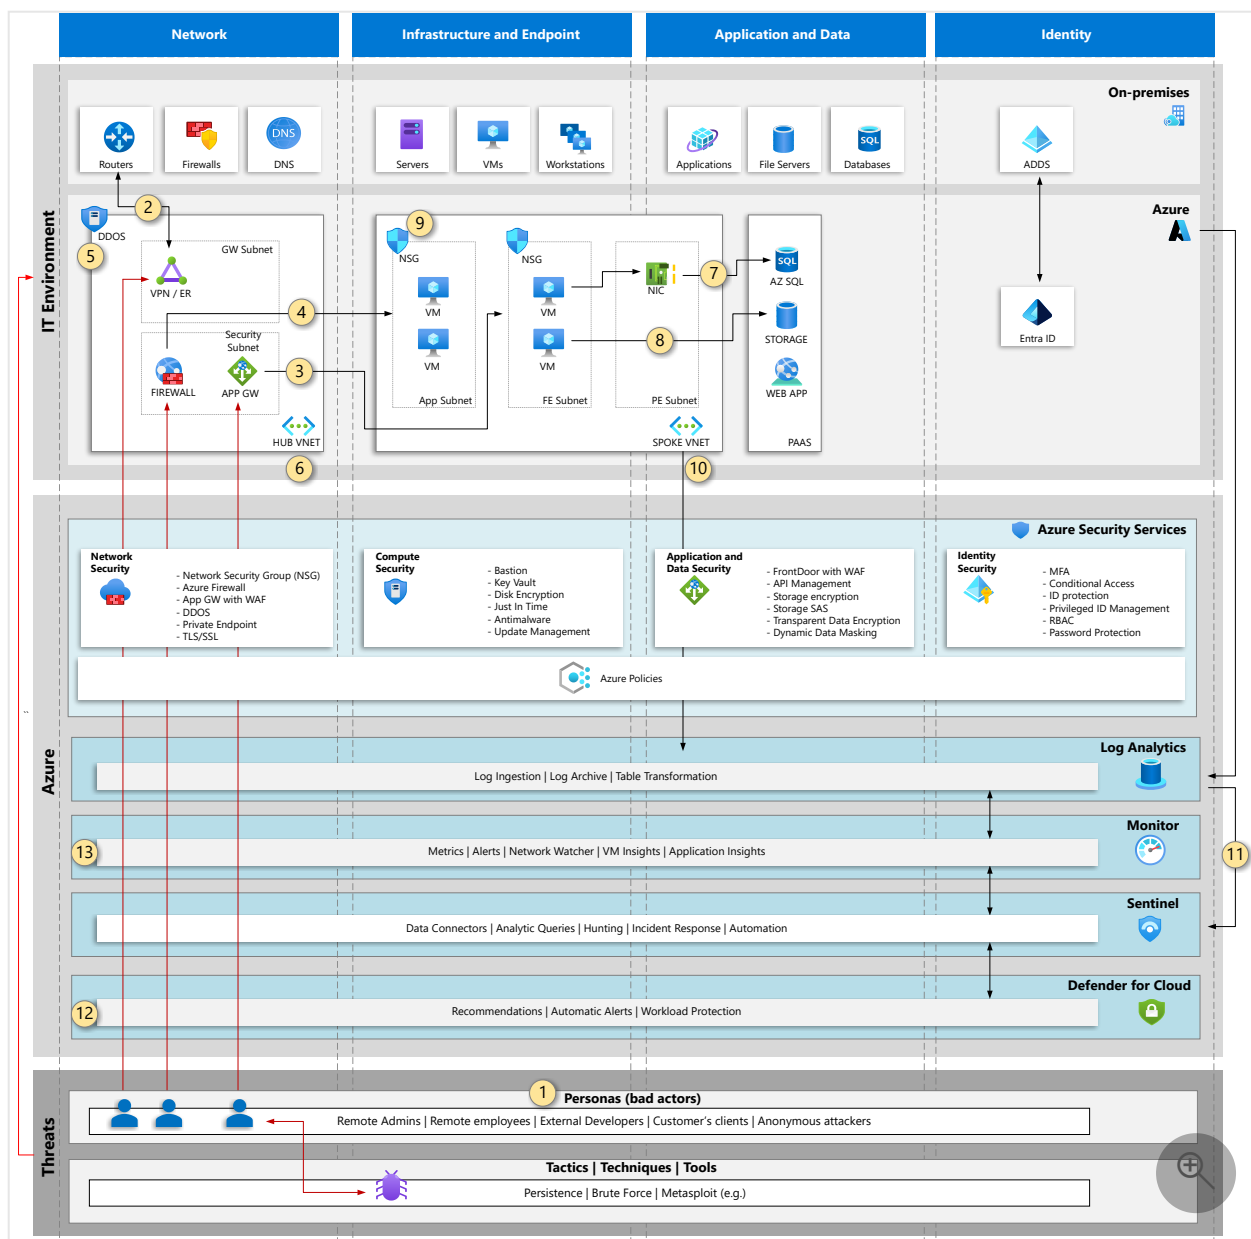 Network
Infrastructure and Endpoint
Application and Data
Identity
On-premises
Routers
Firewalls
DNS
DNS
Servers
VMs
Workstations
Applications
File Servers
SQL
Databases
ADDS
IT Environment
Azure
2
DDOS
5
GW Subnet
VPN / ER
4
Security
Subnet
FIREWALL
APP GW
3
HUB VNET
6
9
NSG
VM
VM
App Subnet
NSG
VM
VM
FE Subnet
NIC
PE Subnet
7
8
SPOKE VNET
10
SQL
AZ SQL
STORAGE
WEB APP
PAAS
Entra ID
Azure
Azure Security Services
Network
Security
- Network Security Group (NSG)
- Azure Firewall
- App GW with WAF
- DDOS
- Private Endpoint
- TLS/SSL
Compute
Security
- Bastion
- Key Vault
- Disk Encryption
- Just In Time
- Antimalware
- Update Management
Application and
Data Security
- FrontDoor with WAF
- API Management
- Storage encryption
- Storage SAS
- Transparent Data Encryption
- Dynamic Data Masking
Identity
Security
- MFA
- Conditional Access
- ID protection
- Privileged ID Management
- RBAC
- Password Protection
Azure Policies
Log Analytics
Log Ingestion | Log Archive | Table Transformation
Monitor
13
Metrics | Alerts | Network Watcher | VM Insights | Application Insights
11
Sentinel
Data Connectors | Analytic Queries | Hunting | Incident Response | Automation
Defender for Cloud
12
Recommendations | Automatic Alerts | Workload Protection
Threats
1
Personas (bad actors)
Remote Admins | Remote employees | External Developers | Customer's clients | Anonymous attackers
Tactics | Techniques | Tools
Persistence | Brute Force | Metasploit (e.g.)